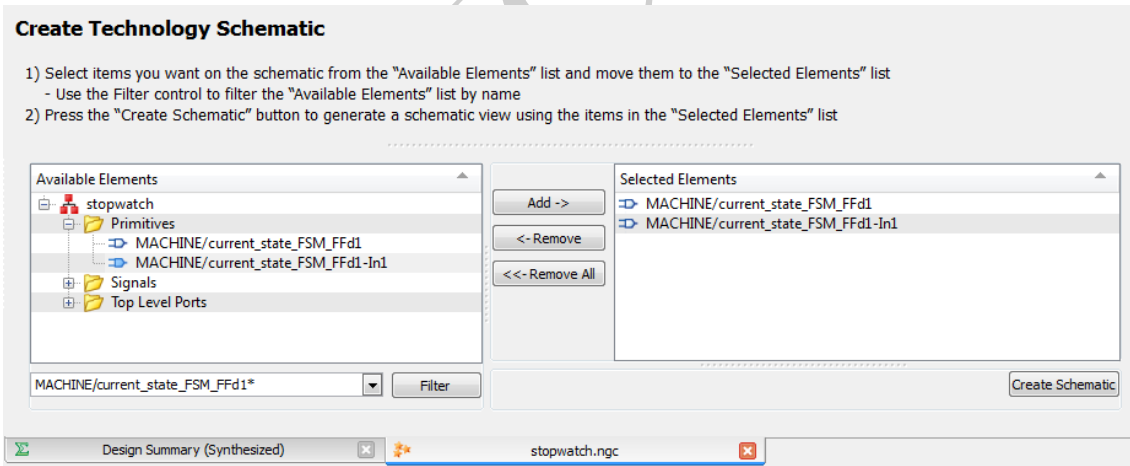 Create Technology Schematic
1) Select items you want on the schematic from the “Available Elements” list and move them to the “Selected Elements” list
- Use the Filter control to filter the “Available Elements” list by name
2) Press the “Create Schematic” button to generate a schematic view using the items in the “Selected Elements” list
Available Elements
stopwatch
Primitives
MACHINE/current_state_FSM_FFd1
MACHINE/current_state_FSM_FFd1-In1
Signals
Top Level Ports
MACHINE/current_state_FSM_FFd1*
Filter
Add ->
<- Remove
<<- Remove All
Selected Elements
MACHINE/current_state_FSM_FFd1
MACHINE/current_state_FSM_FFd1-In1
Create Schematic
Design Summary (Synthesized)
stopwatch.ngc